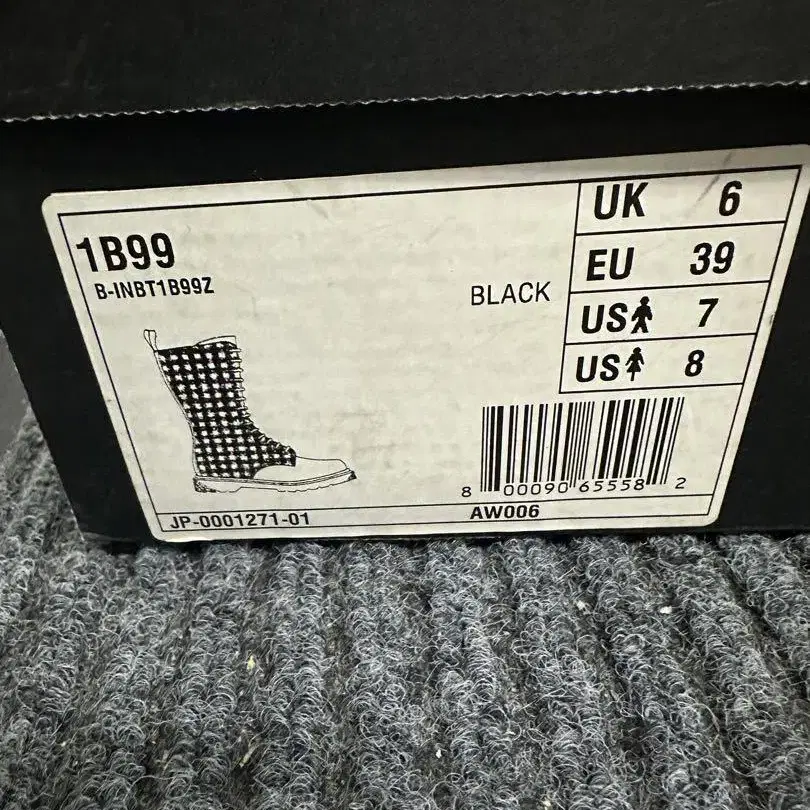 1B99
B-INBT1B99Z
BLACK
UK 6
EU 39
US 7
US 8
8 00090 65558 2
JP-0001271-01
AW006